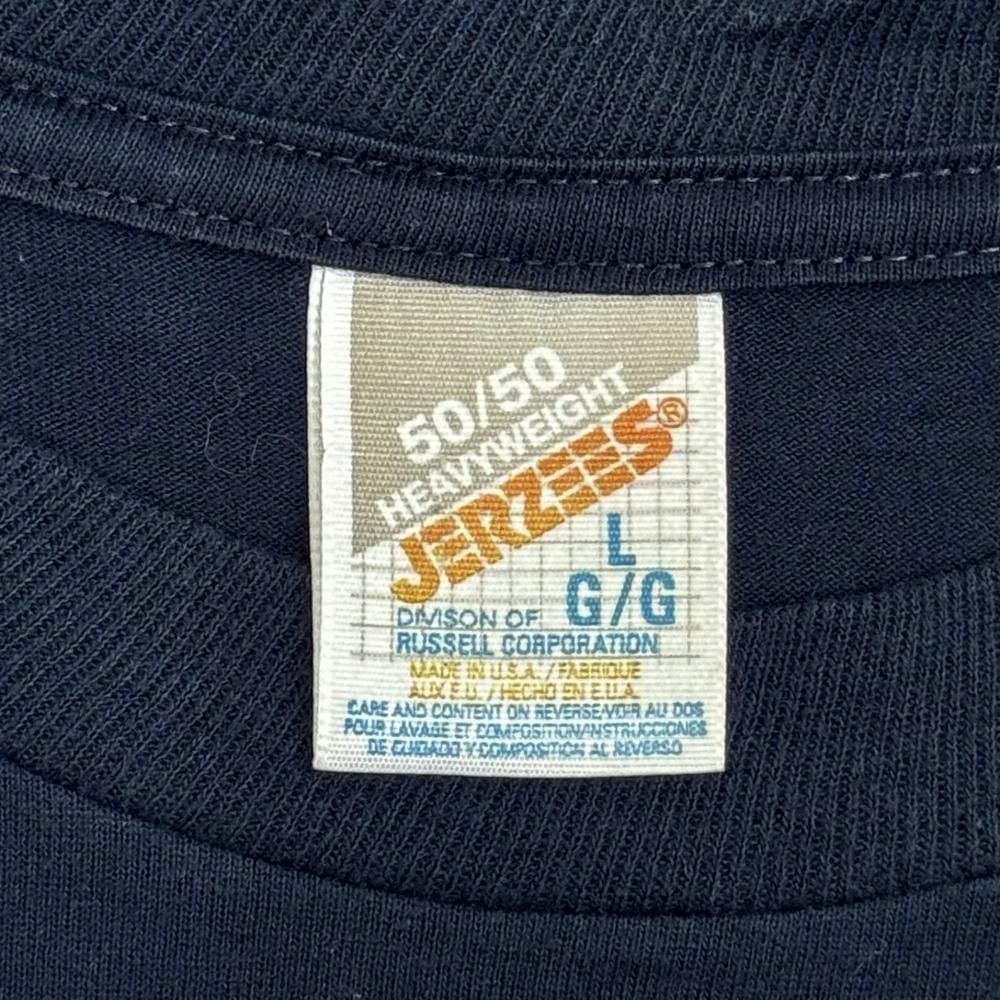 50/50
HEAVYWEIGHT
JERZEES®
L
G/G
DIVISON OF
RUSSELL CORPORATION
MADE IN U.S.A. / FABRIQUE
AUX E.U. / HECHO EN E.U.A.
CARE AND CONTENT ON REVERSE/VOIR AU DOS
POUR LAVAGE ET COMPOSITION/INSTRUCCIONES
DE CUIDADO Y COMPOSITION AL REVERSO